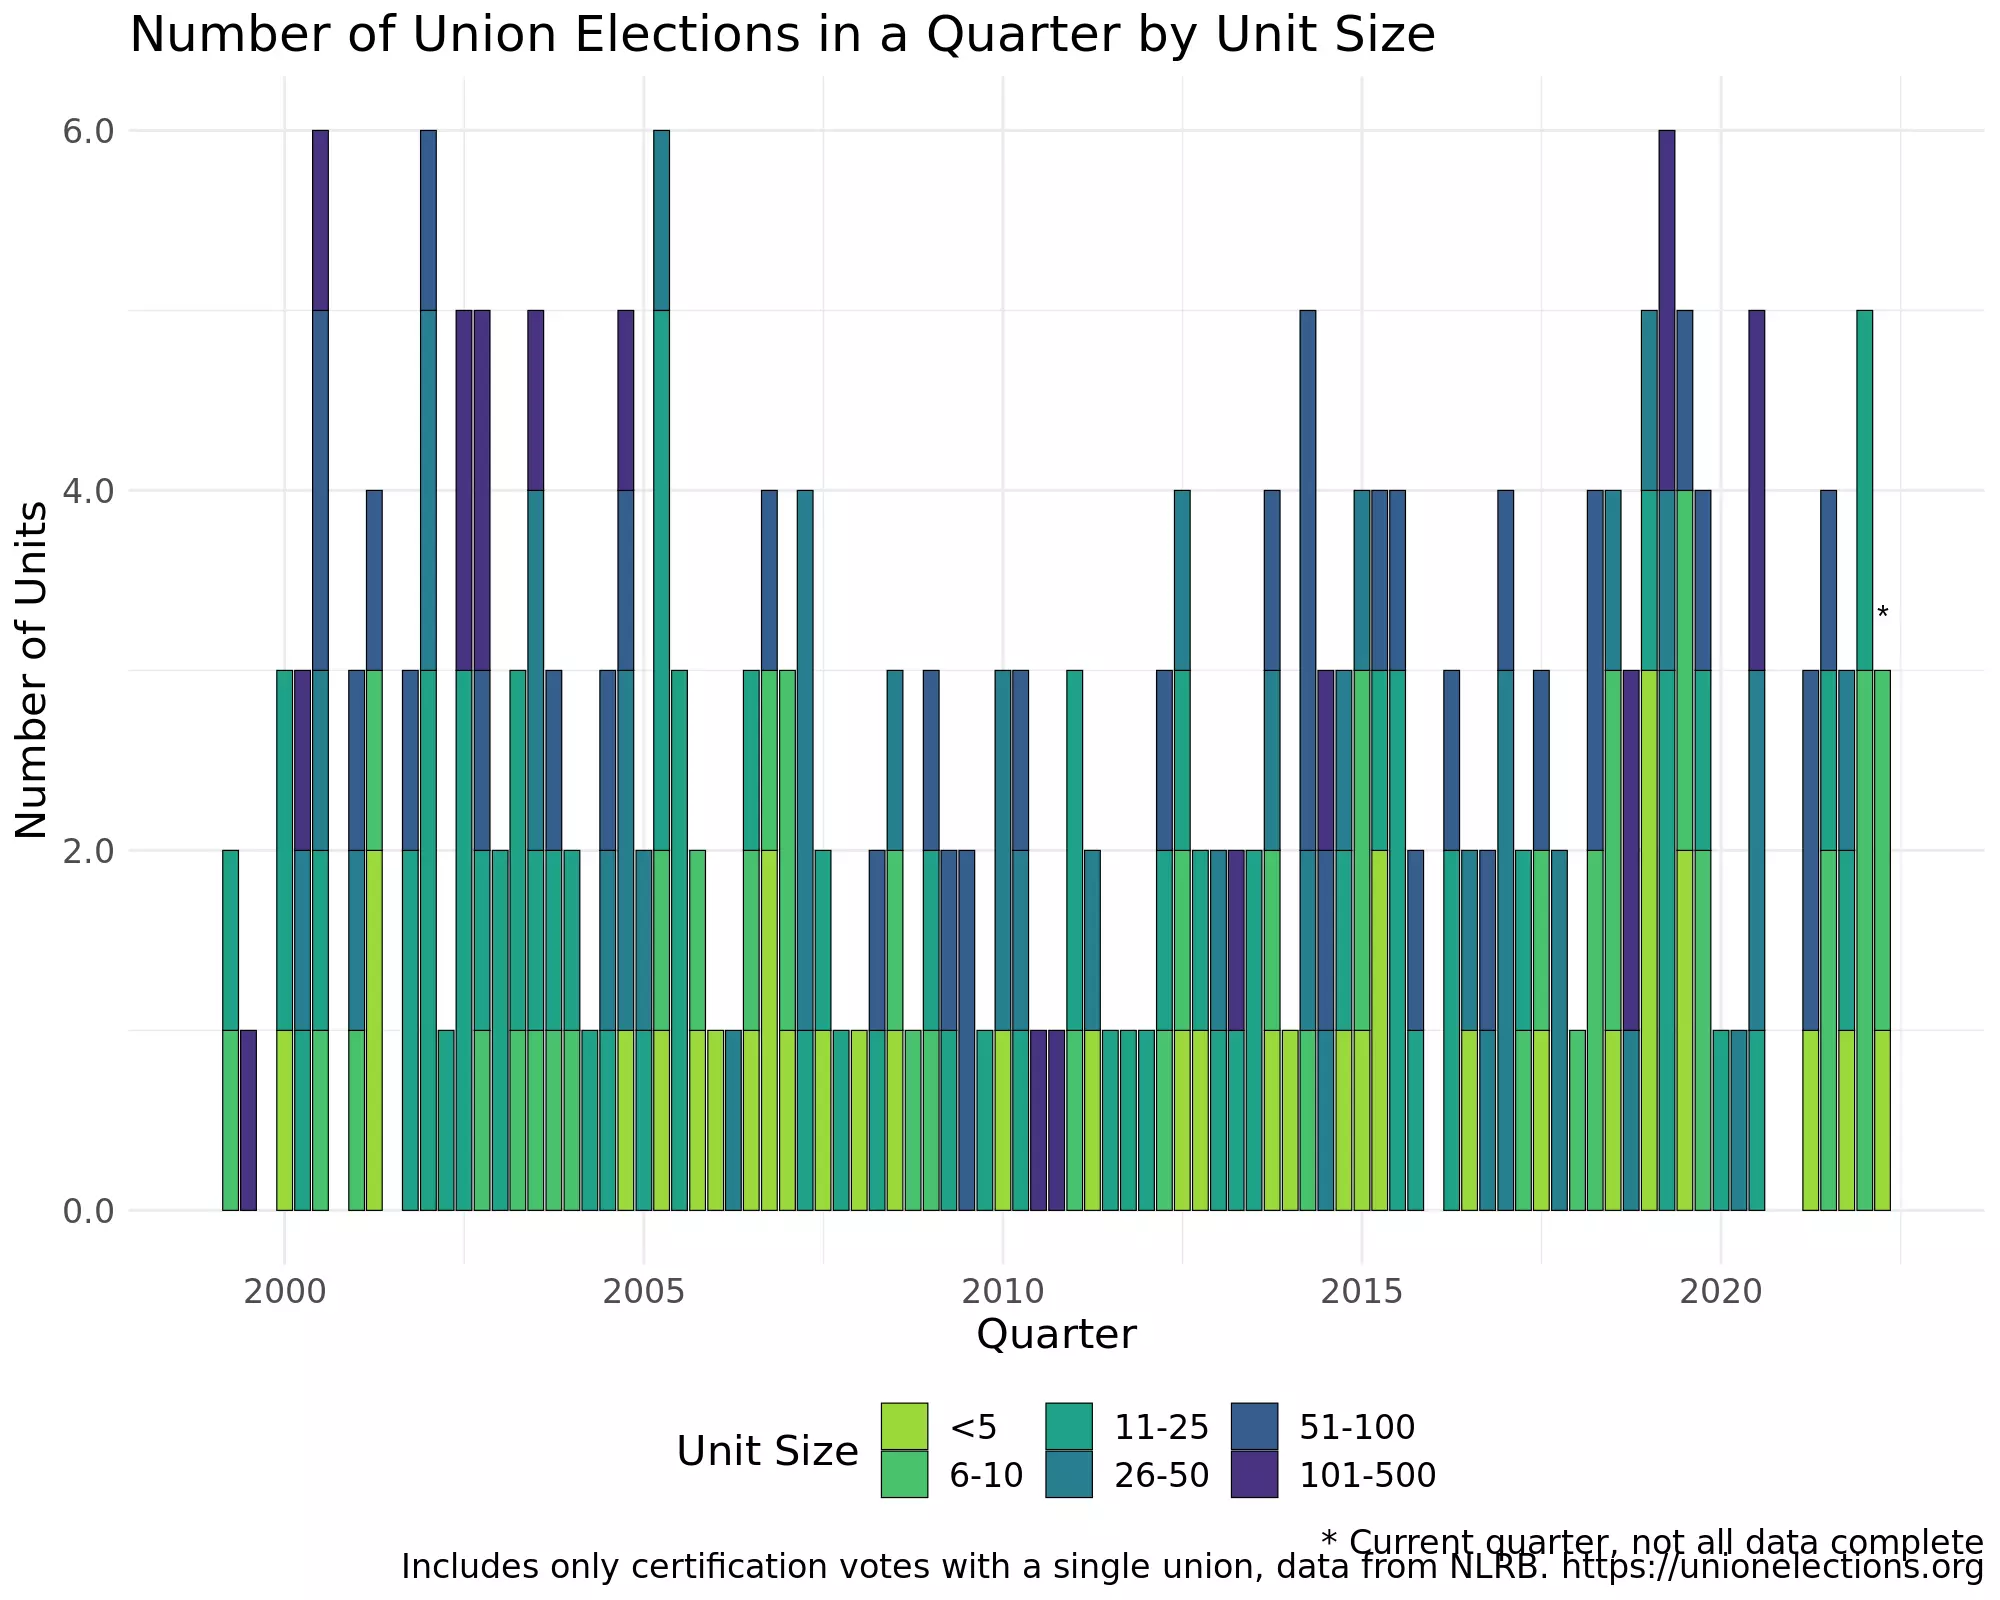 Number of Union Elections in a Quarter by Unit Size
6.0
4.0
2.0
0.0
Number of Units
*
2000 2005 2010 2015 2020
Quarter
Unit Size
<5 11-25 51-100
6-10 26-50 101-500
* Current quarter, not all data complete
Includes only certification votes with a single union, data from NLRB. https://unionelections.org